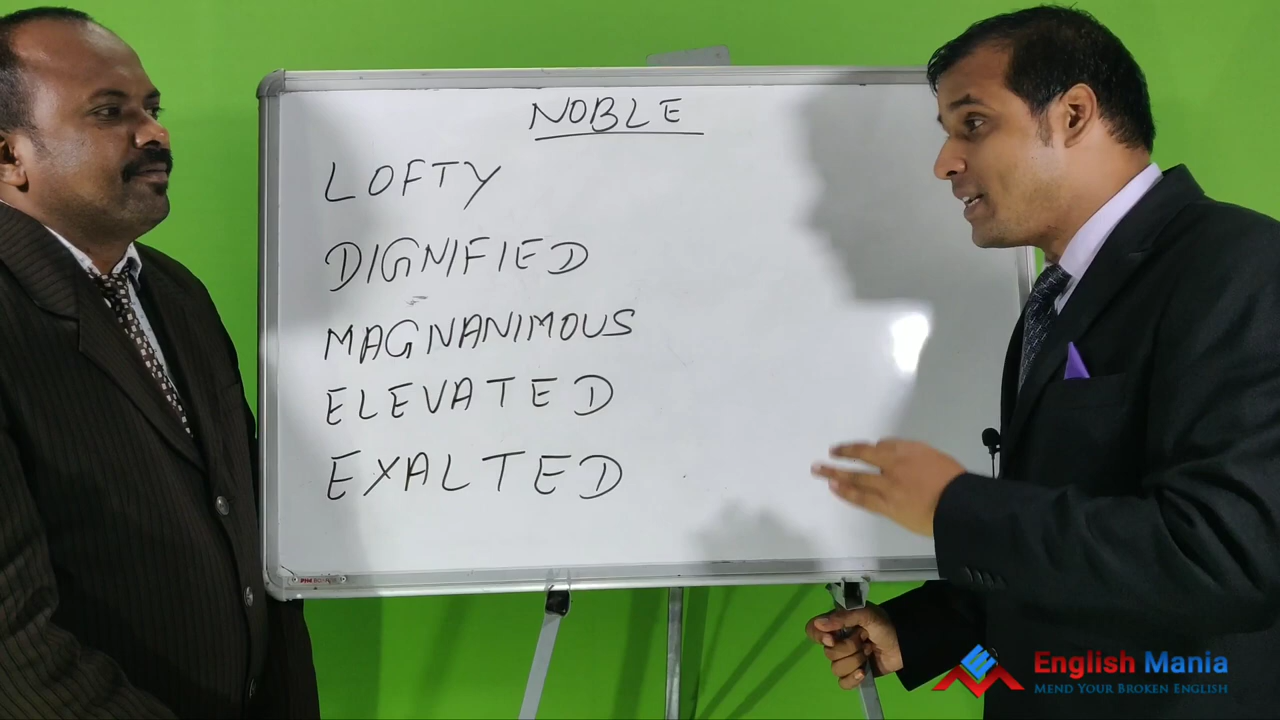 NOBLE
LOFTY
DIGNIFIED
MAGNANIMOUS
ELEVATED
EXALTED
English Mania
MEND YOUR BROKEN ENGLISH